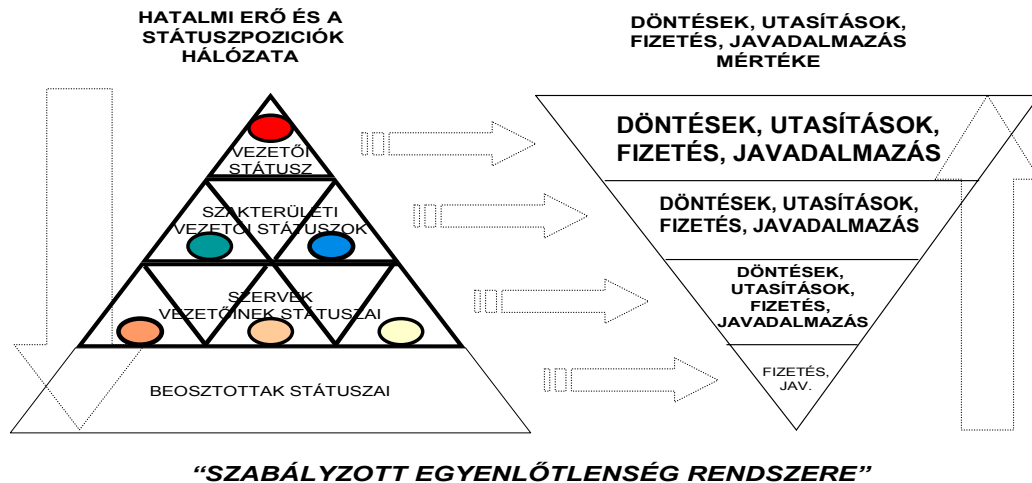 HATALMI ERŐ ÉS A
STÁTUSZPOZICIÓK
HÁLÓZATA
DÖNTÉSEK, UTASÍTÁSOK,
FIZETÉS, JAVADALMAZÁS
MÉRTÉKE
VEZETŐI
STÁTUSZ
SZAKTERÜLETI
VEZETŐI STÁTUSZOK
SZERVEK
VEZETŐINEK STÁTUSZAI
BEOSZTOTTAK STÁTUSZAI
DÖNTÉSEK, UTASÍTÁSOK,
FIZETÉS, JAVADALMAZÁS
DÖNTÉSEK, UTASÍTÁSOK,
FIZETÉS, JAVADALMAZÁS
DÖNTÉSEK,
UTASÍTÁSOK,
FIZETÉS,
JAVADALMAZÁS
FIZETÉS,
JAV.
“SZABÁLYZOTT EGYENLŐTLENSÉG RENDSZERE”